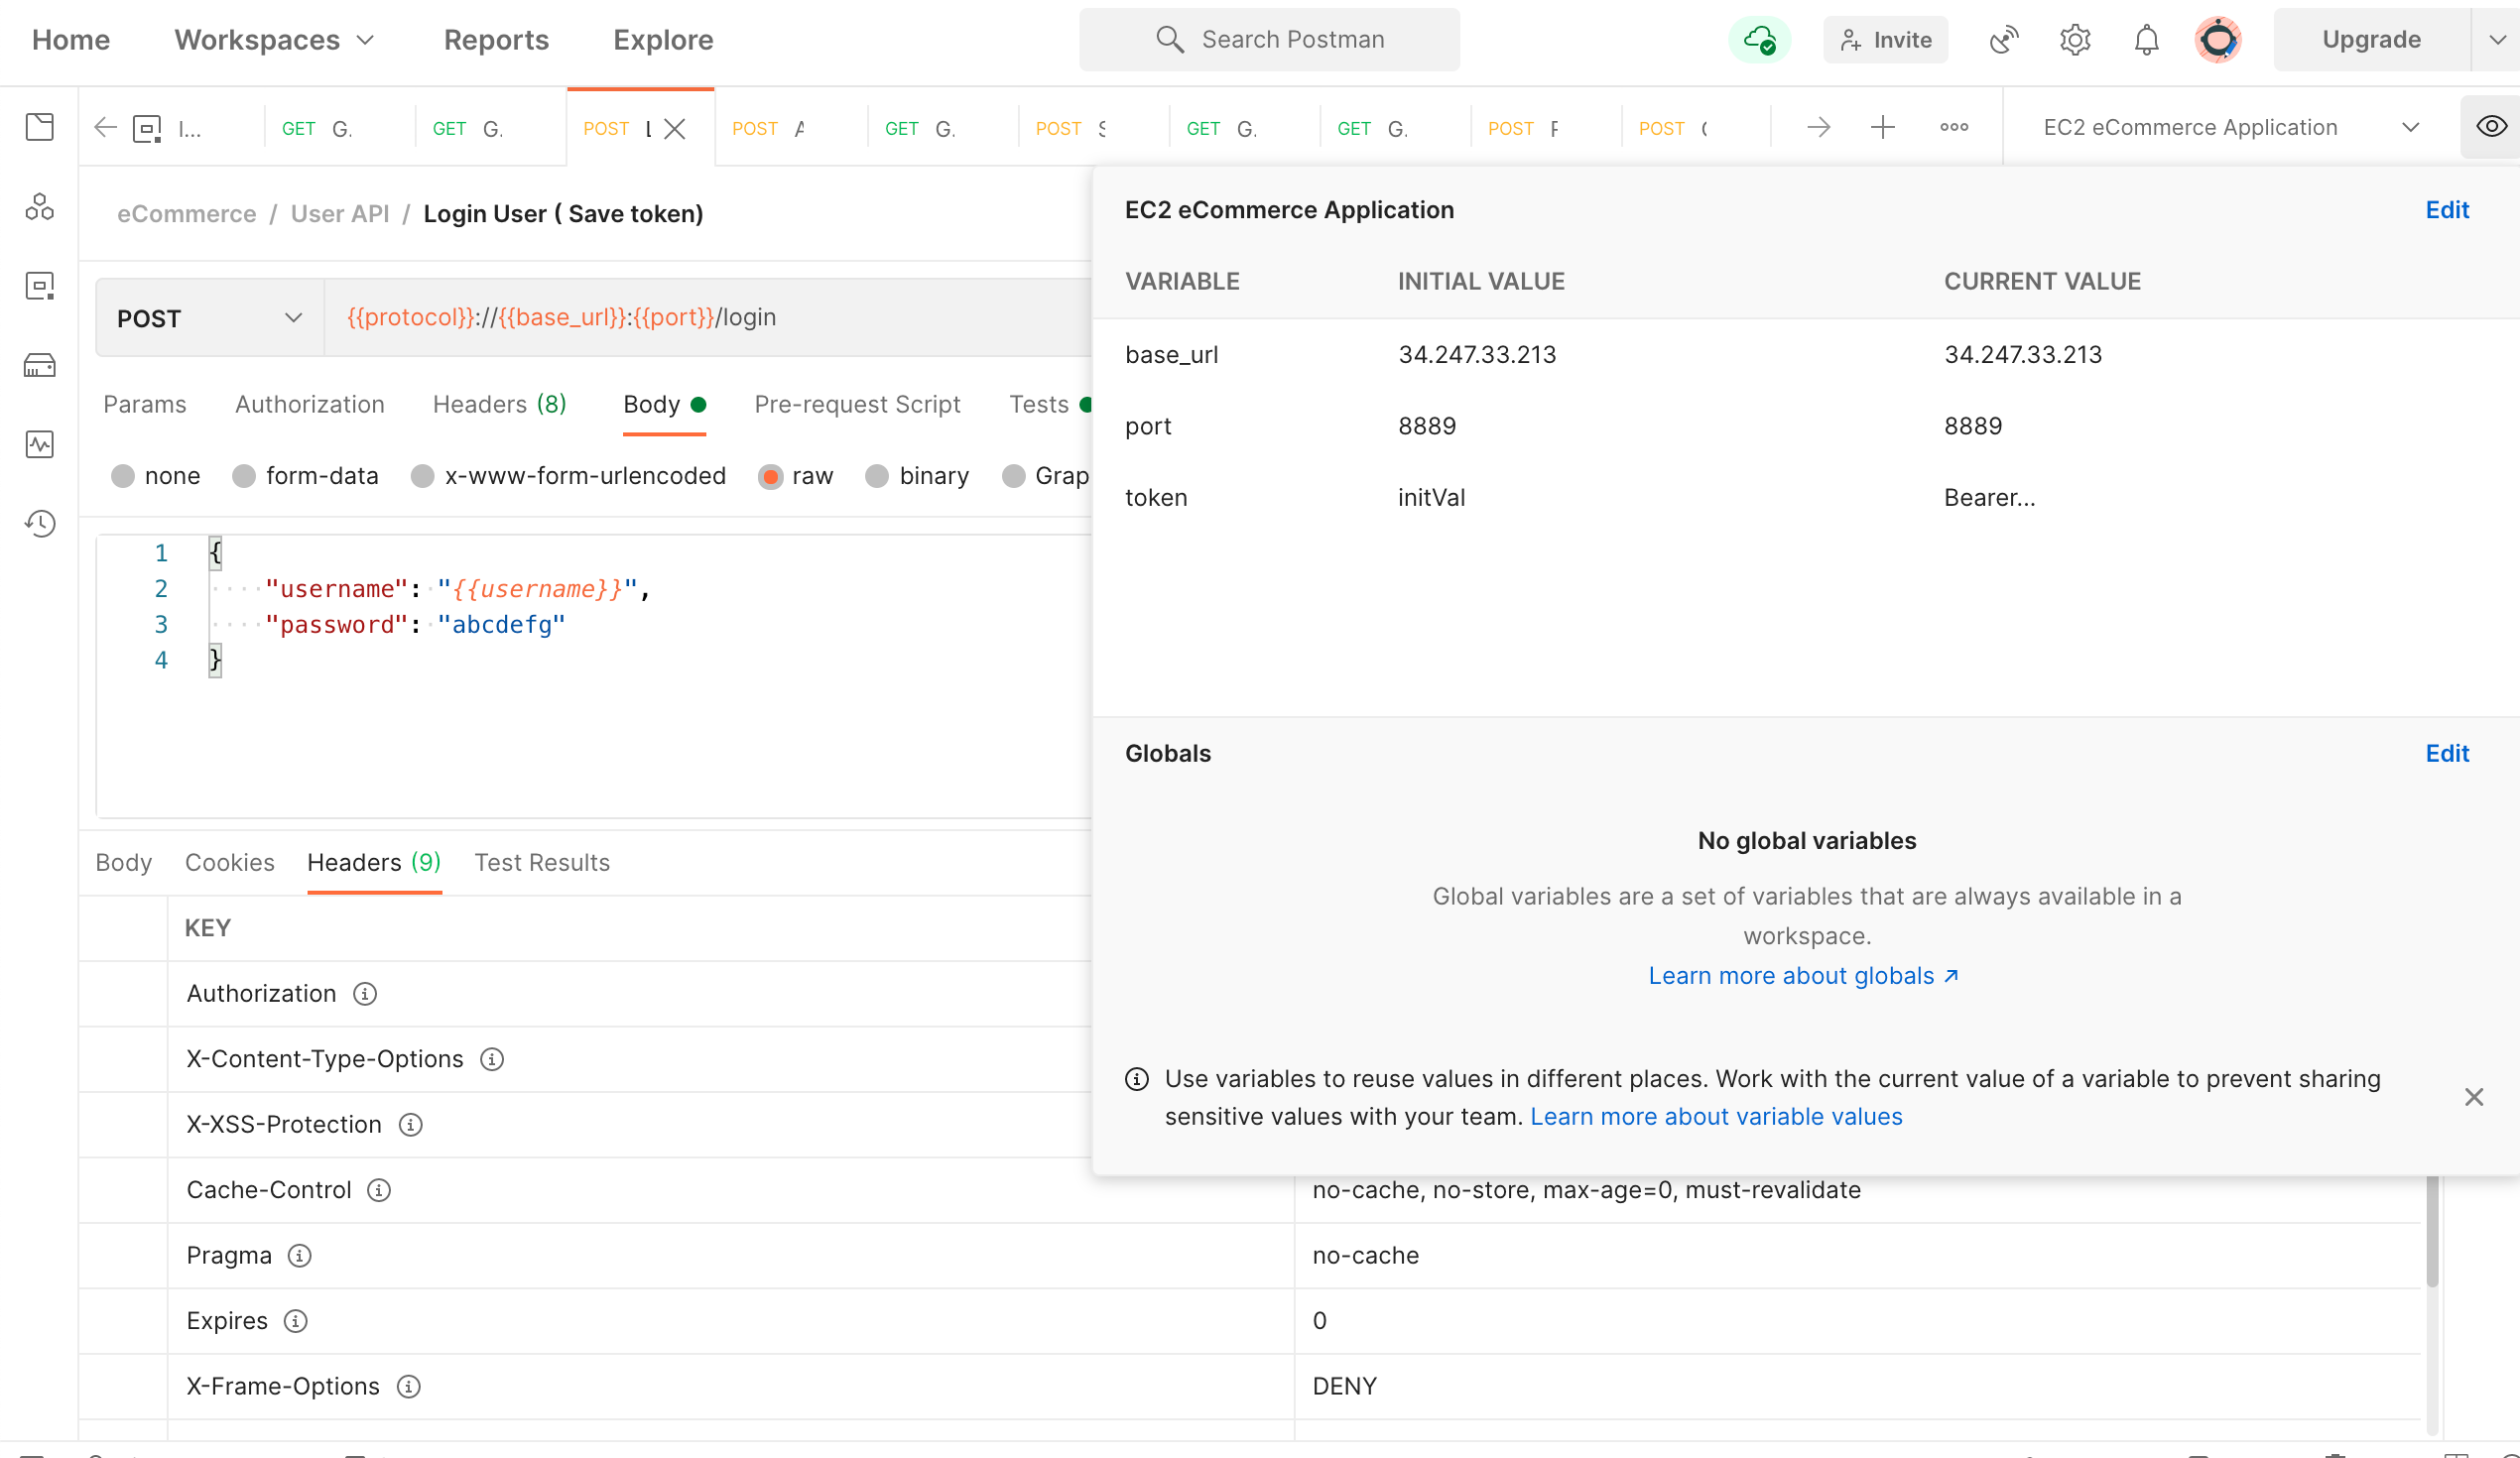 Home Workspaces Reports Explore Search Postman Invite Upgrade
I... GET G. GET G. POST POST GET G. POST GET G. GET G. POST POST EC2 eCommerce Application
eCommerce / User API / Login User ( Save token)
EC2 eCommerce Application Edit
VARIABLE INITIAL VALUE CURRENT VALUE
POST {{protocol}}://{{base_url}}:{{port}}/login
base_url 34.247.33.213 34.247.33.213
Params Authorization Headers (8) Body Pre-request Script Tests
port 8889 8889
none form-data x-www-form-urlencoded raw binary Grap
token initVal Bearer...
1 {
2 "username": "{{username}}",
3 "password": "abcdefg"
4 }
Globals Edit
No global variables
Global variables are a set of variables that are always available in a
workspace.
Learn more about globals ↗
Use variables to reuse values in different places. Work with the current value of a variable to prevent sharing
sensitive values with your team. Learn more about variable values
Body Cookies Headers (9) Test Results
KEY
Authorization
X-Content-Type-Options
X-XSS-Protection
Cache-Control no-cache, no-store, max-age=0, must-revalidate
Pragma no-cache
Expires 0
X-Frame-Options DENY